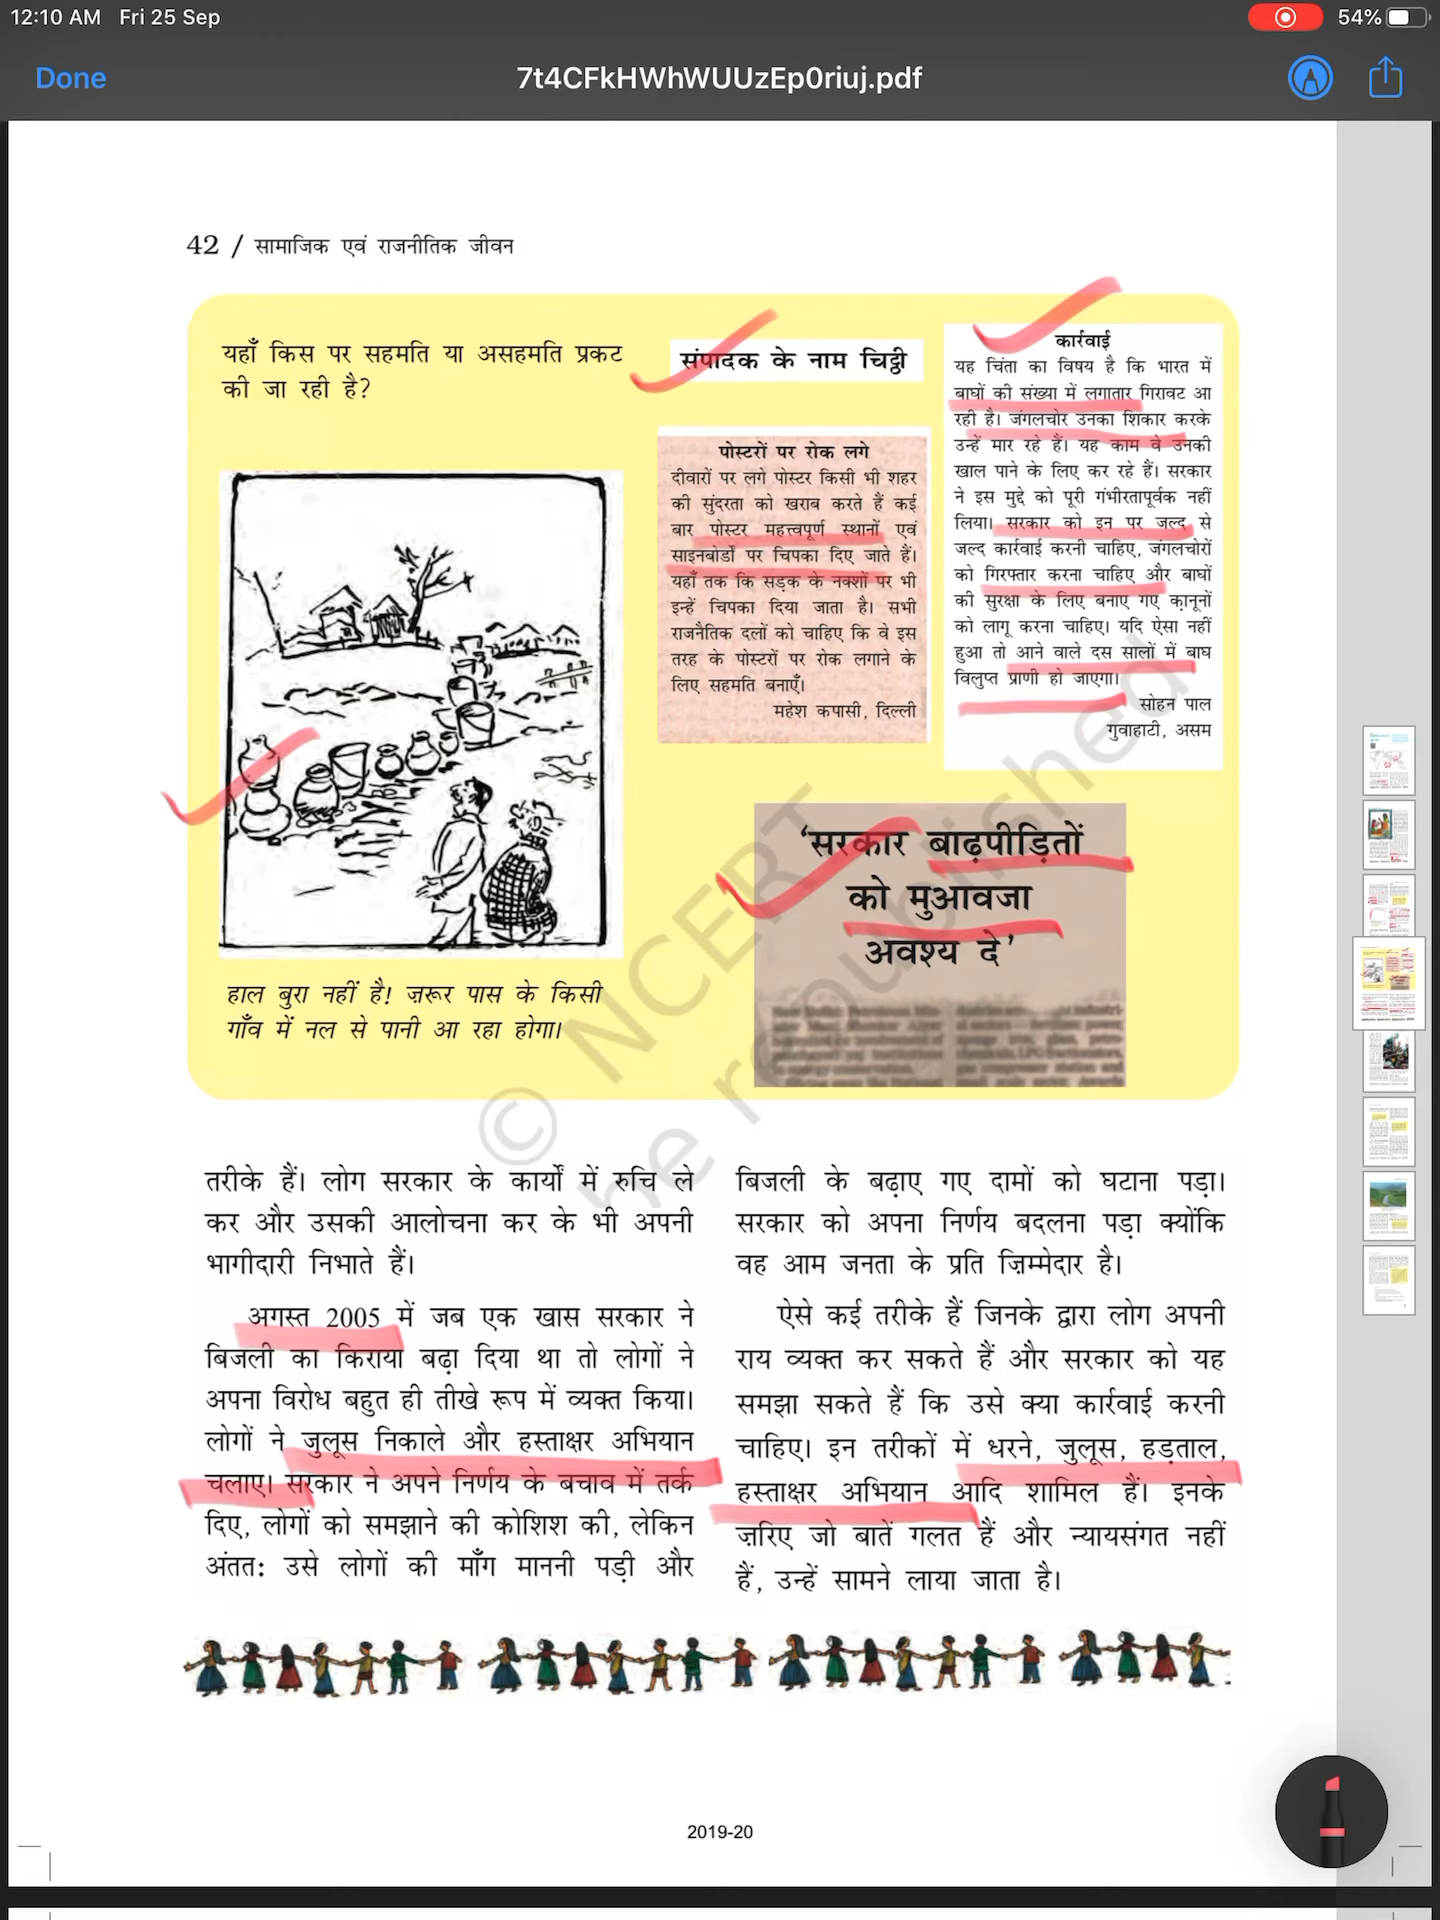 12:10 AM Fri 25 Sep
54%
Done
7t4CFkHWhWUUzEp0riuj.pdf
42 / सामाजिक एवं राजनीतिक जीवन
यहाँ किस पर सहमति या असहमति प्रकट
की जा रही है?
हाल बुरा नहीं है! ज़रूर पास के किसी
गाँव में नल से पानी आ रहा होगा।
संपादक के नाम चिट्ठी
पोस्टरों पर रोक लगे
दीवारों पर लगे पोस्टर किसी भी शहर
की सुंदरता को खराब करते हैं कई
बार पोस्टर महत्त्वपूर्ण स्थानों एवं
साइनबोर्डों पर चिपका दिए जाते हैं।
यहाँ तक कि सड़क के नक्शों पर भी
इन्हें चिपका दिया जाता है। सभी
राजनैतिक दलों को चाहिए कि वे इस
तरह के पोस्टरों पर रोक लगाने के
लिए सहमति बनाएँ।
महेश कपासी, दिल्ली
कार्रवाई
यह चिंता का विषय है कि भारत में
बाघों की संख्या में लगातार गिरावट आ
रही है। जंगलचोर उनका शिकार करके
उन्हें मार रहे हैं। यह काम वे उनकी
खाल पाने के लिए कर रहे हैं। सरकार
ने इस मुद्दे को पूरी गंभीरतापूर्वक नहीं
लिया। सरकार को इन पर जल्द से
जल्द कार्रवाई करनी चाहिए, जंगलचोरों
को गिरफ्तार करना चाहिए और बाघों
की सुरक्षा के लिए बनाए गए क़ानूनों
को लागू करना चाहिए। यदि ऐसा नहीं
हुआ तो आने वाले दस सालों में बाघ
विलुप्त प्राणी हो जाएगा।
सोहन पाल
गुवाहाटी, असम
‘सरकार बाढ़पीड़ितों
को मुआवजा
अवश्य दे’
© NCERT
be republished
तरीके हैं। लोग सरकार के कार्यों में रुचि ले
कर और उसकी आलोचना कर के भी अपनी
भागीदारी निभाते हैं।
अगस्त 2005 में जब एक खास सरकार ने
बिजली का किराया बढ़ा दिया था तो लोगों ने
अपना विरोध बहुत ही तीखे रूप में व्यक्त किया।
लोगों ने जुलूस निकाले और हस्ताक्षर अभियान
चलाए। सरकार ने अपने निर्णय के बचाव में तर्क
दिए, लोगों को समझाने की कोशिश की, लेकिन
अंतत: उसे लोगों की माँग माननी पड़ी और
बिजली के बढ़ाए गए दामों को घटाना पड़ा।
सरकार को अपना निर्णय बदलना पड़ा क्योंकि
वह आम जनता के प्रति ज़िम्मेदार है।
ऐसे कई तरीके हैं जिनके द्वारा लोग अपनी
राय व्यक्त कर सकते हैं और सरकार को यह
समझा सकते हैं कि उसे क्या कार्रवाई करनी
चाहिए। इन तरीकों में धरने, जुलूस, हड़ताल,
हस्ताक्षर अभियान आदि शामिल हैं। इनके
ज़रिए जो बातें गलत हैं और न्यायसंगत नहीं
हैं, उन्हें सामने लाया जाता है।
2019-20